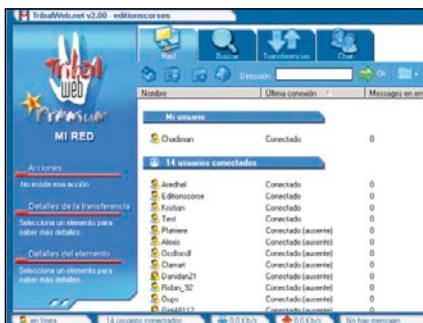 TribalWeb.net v2.00 - editionscorses
Red Buscar Transferencias Chat
Tribal
web
Premium
MI RED
Dirección Ok
Nombre Última conexión Messages en en
Mi usuario
Chadiman Conectado 0
14 usuarios conectados
Aredhel Conectado 0
Editionscorse Conectado 0
Kristian Conectado 0
Test Conectado 0
Platriere Conectado (ausente) 0
Alexis Conectado (ausente) 0
Conectado (ausente) 0
Clamart Conectado (ausente) 0
Danidan21 Conectado (ausente) 0
Robin_92 Conectado (ausente) 0
Oups Conectado (ausente) 0
Conectado (ausente) 0
Acciones
No existe esa acción
Detalles de la transferencia
Selecciona un elemento para
saber más detalles.
Detalles del elemento
Selecciona un elemento para
saber más detalles.
en línea 14 usuarios conectados 0.0 Kb/s 0.0 Kb/s No hay mensajes